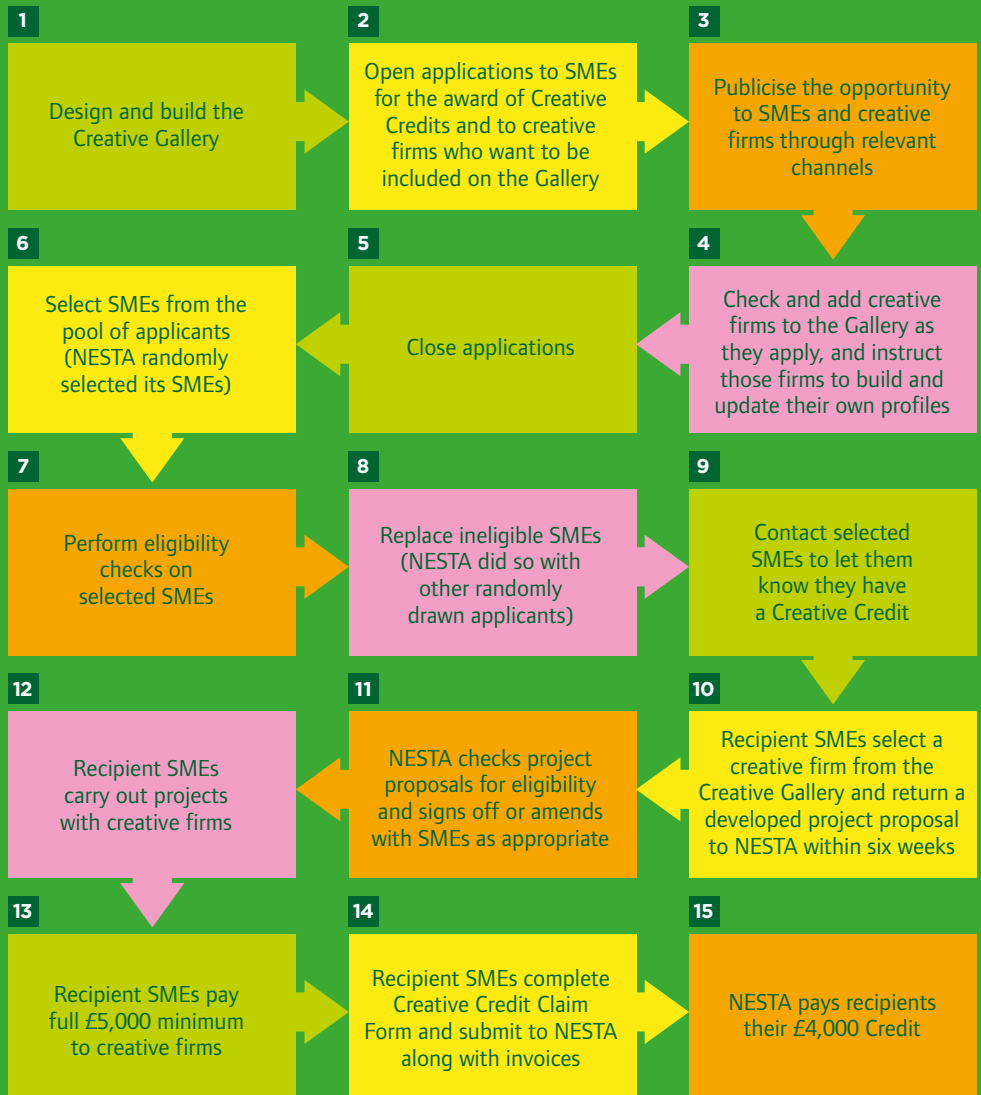 1
Design and build the
Creative Gallery
2
Open applications to SMEs
for the award of Creative
Credits and to creative
firms who want to be
included on the Gallery
3
Publicise the opportunity
to SMEs and creative
firms through relevant
channels
4
Check and add creative
firms to the Gallery as
they apply, and instruct
those firms to build and
update their own profiles
5
Close applications
6
Select SMEs from the
pool of applicants
(NESTA randomly
selected its SMEs)
7
Perform eligibility
checks on
selected SMEs
8
Replace ineligible SMEs
(NESTA did so with
other randomly
drawn applicants)
9
Contact selected
SMEs to let them
know they have
a Creative Credit
10
Recipient SMEs select a
creative firm from the
Creative Gallery and return a
developed project proposal
to NESTA within six weeks
11
NESTA checks project
proposals for eligibility
and signs off or amends
with SMEs as appropriate
12
Recipient SMEs
carry out projects
with creative firms
13
Recipient SMEs pay
full £5,000 minimum
to creative firms
14
Recipient SMEs complete
Creative Credit Claim
Form and submit to NESTA
along with invoices
15
NESTA pays recipients
their £4,000 Credit